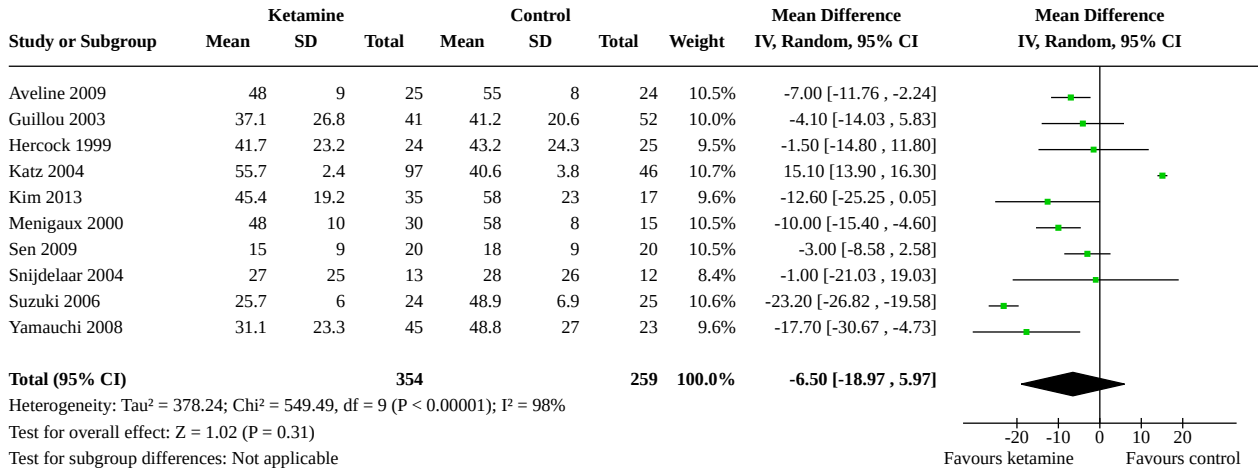 Ketamine Control Mean Difference Mean Difference
Study or Subgroup Mean SD Total Mean SD Total Weight IV, Random, 95% CI IV, Random, 95% CI
Aveline 2009 48 9 25 55 8 24 10.5% -7.00 [-11.76 , -2.24]
Guillou 2003 37.1 26.8 41 41.2 20.6 52 10.0% -4.10 [-14.03 , 5.83]
Hercock 1999 41.7 23.2 24 43.2 24.3 25 9.5% -1.50 [-14.80 , 11.80]
Katz 2004 55.7 2.4 97 40.6 3.8 46 10.7% 15.10 [13.90 , 16.30]
Kim 2013 45.4 19.2 35 58 23 17 9.6% -12.60 [-25.25 , 0.05]
Menigaux 2000 48 10 30 58 8 15 10.5% -10.00 [-15.40 , -4.60]
Sen 2009 15 9 20 18 9 20 10.5% -3.00 [-8.58 , 2.58]
Snijdelaar 2004 27 25 13 28 26 12 8.4% -1.00 [-21.03 , 19.03]
Suzuki 2006 25.7 6 24 48.9 6.9 25 10.6% -23.20 [-26.82 , -19.58]
Yamauchi 2008 31.1 23.3 45 48.8 27 23 9.6% -17.70 [-30.67 , -4.73]
Total (95% CI) 354 259 100.0% -6.50 [-18.97 , 5.97]
Heterogeneity: Tau² = 378.24; Chi² = 549.49, df = 9 (P < 0.00001); I² = 98%
Test for overall effect: Z = 1.02 (P = 0.31)
Test for subgroup differences: Not applicable
-20 -10 0 10 20
Favours ketamine Favours control